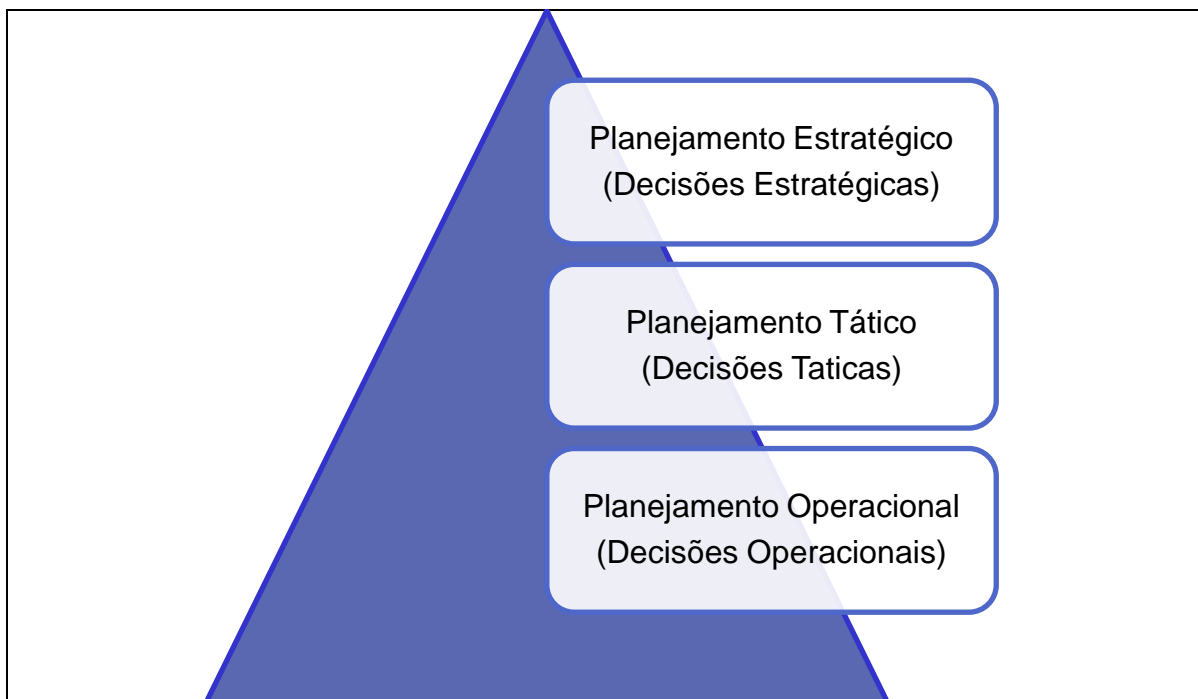 Planejamento Estratégico
(Decisões Estratégicas)
Planejamento Tático
(Decisões Taticas)
Planejamento Operacional
(Decisões Operacionais)